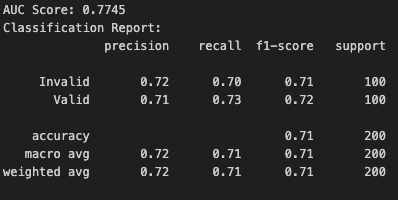 AUC Score: 0.7745
Classification Report:
precision recall f1-score support
Invalid 0.72 0.70 0.71 100
Valid 0.71 0.73 0.72 100
accuracy 0.71 200
macro avg 0.72 0.71 0.71 200
weighted avg 0.72 0.71 0.71 200